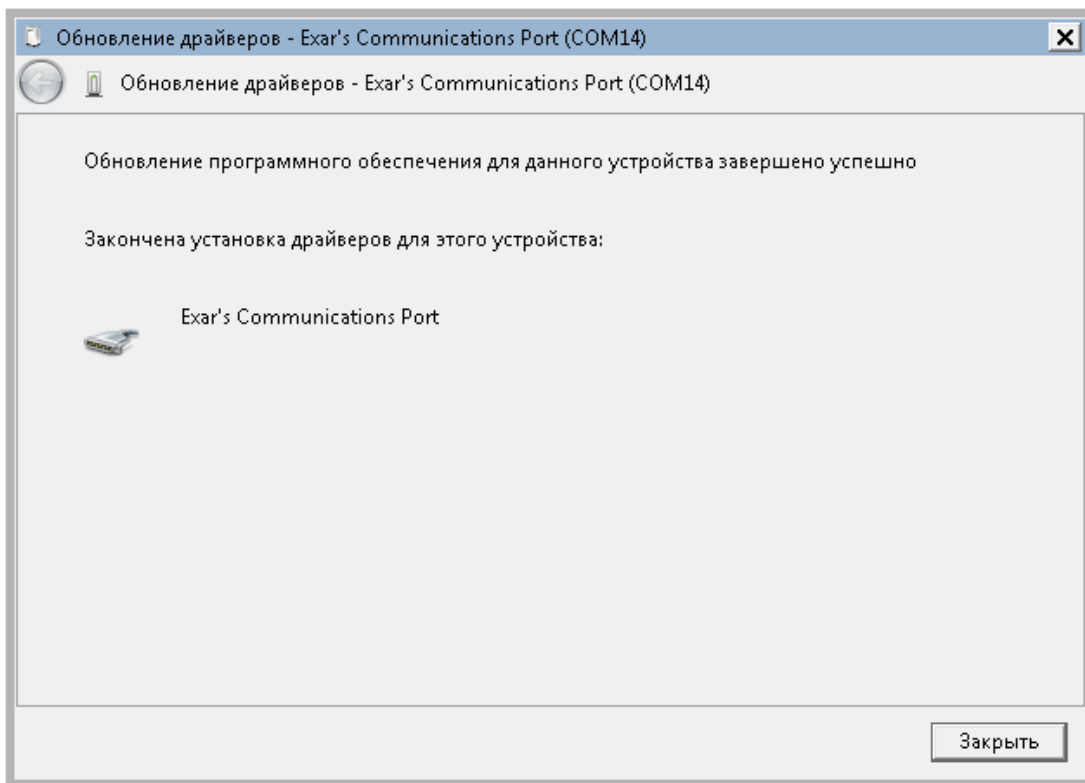 Обновление драйверов - Exar's Communications Port (COM14)
Обновление драйверов - Exar's Communications Port (COM14)
Обновление программного обеспечения для данного устройства завершено успешно
Закончена установка драйверов для этого устройства:
Exar's Communications Port
Закрыть